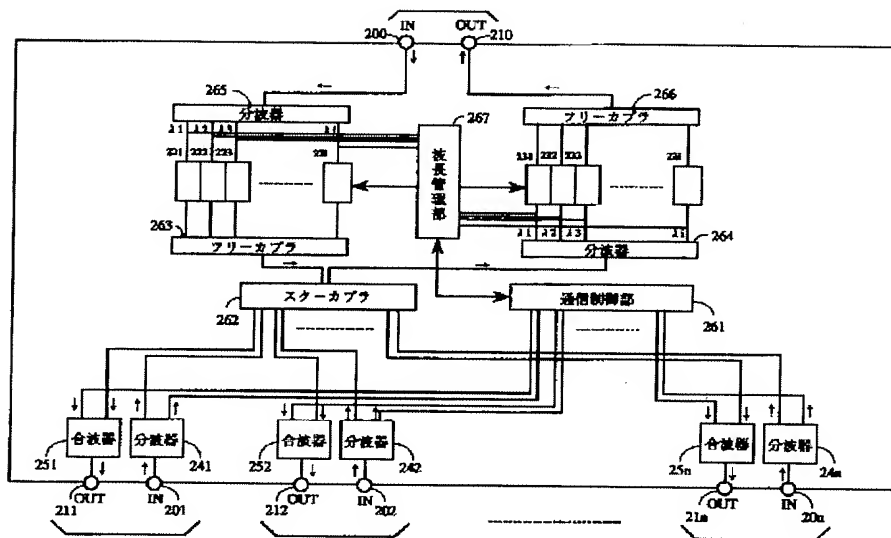 IN OUT
200 210
265 266
分波器 267 フリーカプラ
λ1 λ2 λ3 λi
221 222 223 22i 231 232 233 23i
波長管理部
263 λ1 λ2 λ3 λi
フリーカプラ 分波器 264
スターカプラ 通信制御部
262 261
合波器 分波器 合波器 分波器 合波器 分波器
251 241 252 242 25n 24n
OUT IN OUT IN OUT IN
211 201 212 202 21n 20n